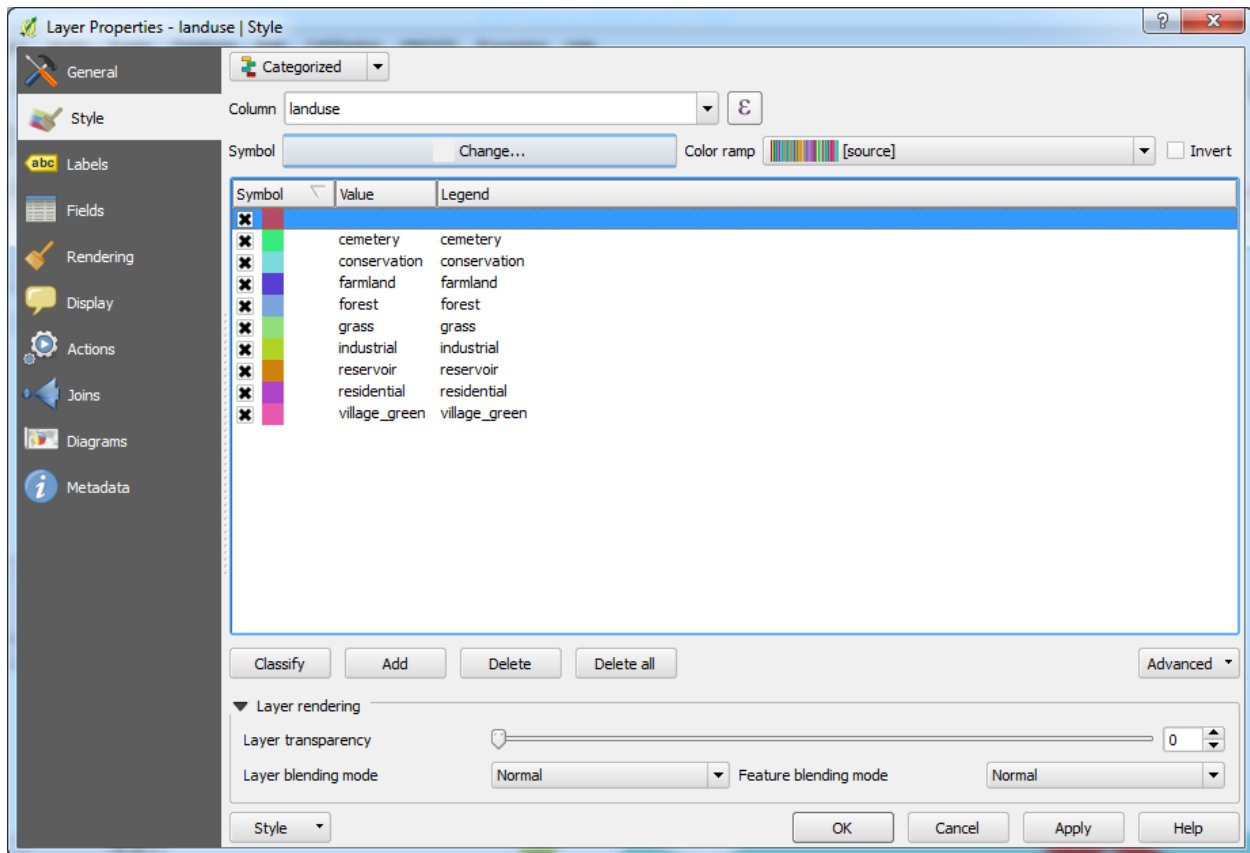 Layer Properties - landuse | Style
?
General
Style
Labels
abc
Fields
Rendering
Display
Actions
Joins
Diagrams
Metadata
Categorized
Column landuse ε
Symbol Change... Color ramp [source] Invert
Symbol Value Legend
cemetery cemetery
conservation conservation
farmland farmland
forest forest
grass grass
industrial industrial
reservoir reservoir
residential residential
village_green village_green
Classify Add Delete Delete all Advanced
Layer rendering
Layer transparency 0
Layer blending mode Normal Feature blending mode Normal
Style OK Cancel Apply Help